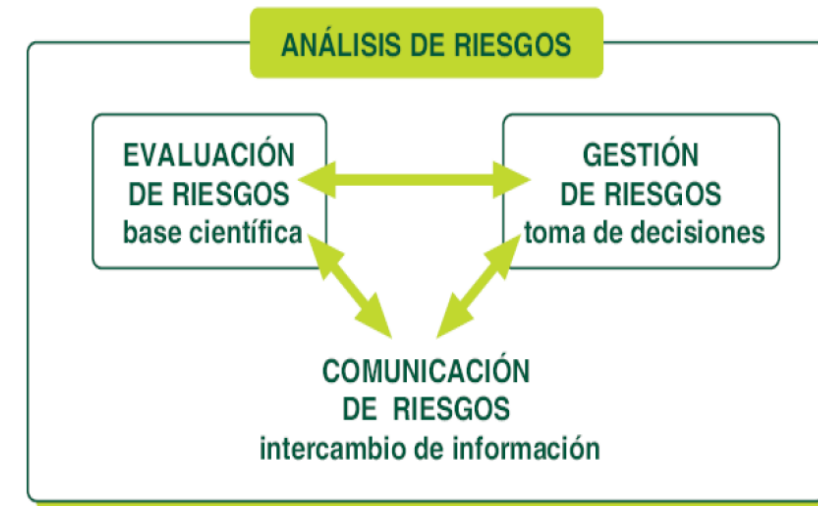 ANÁLISIS DE RIESGOS
EVALUACIÓN
DE RIESGOS
base científica
GESTIÓN
DE RIESGOS
toma de decisiones
COMUNICACIÓN
DE RIESGOS
intercambio de información